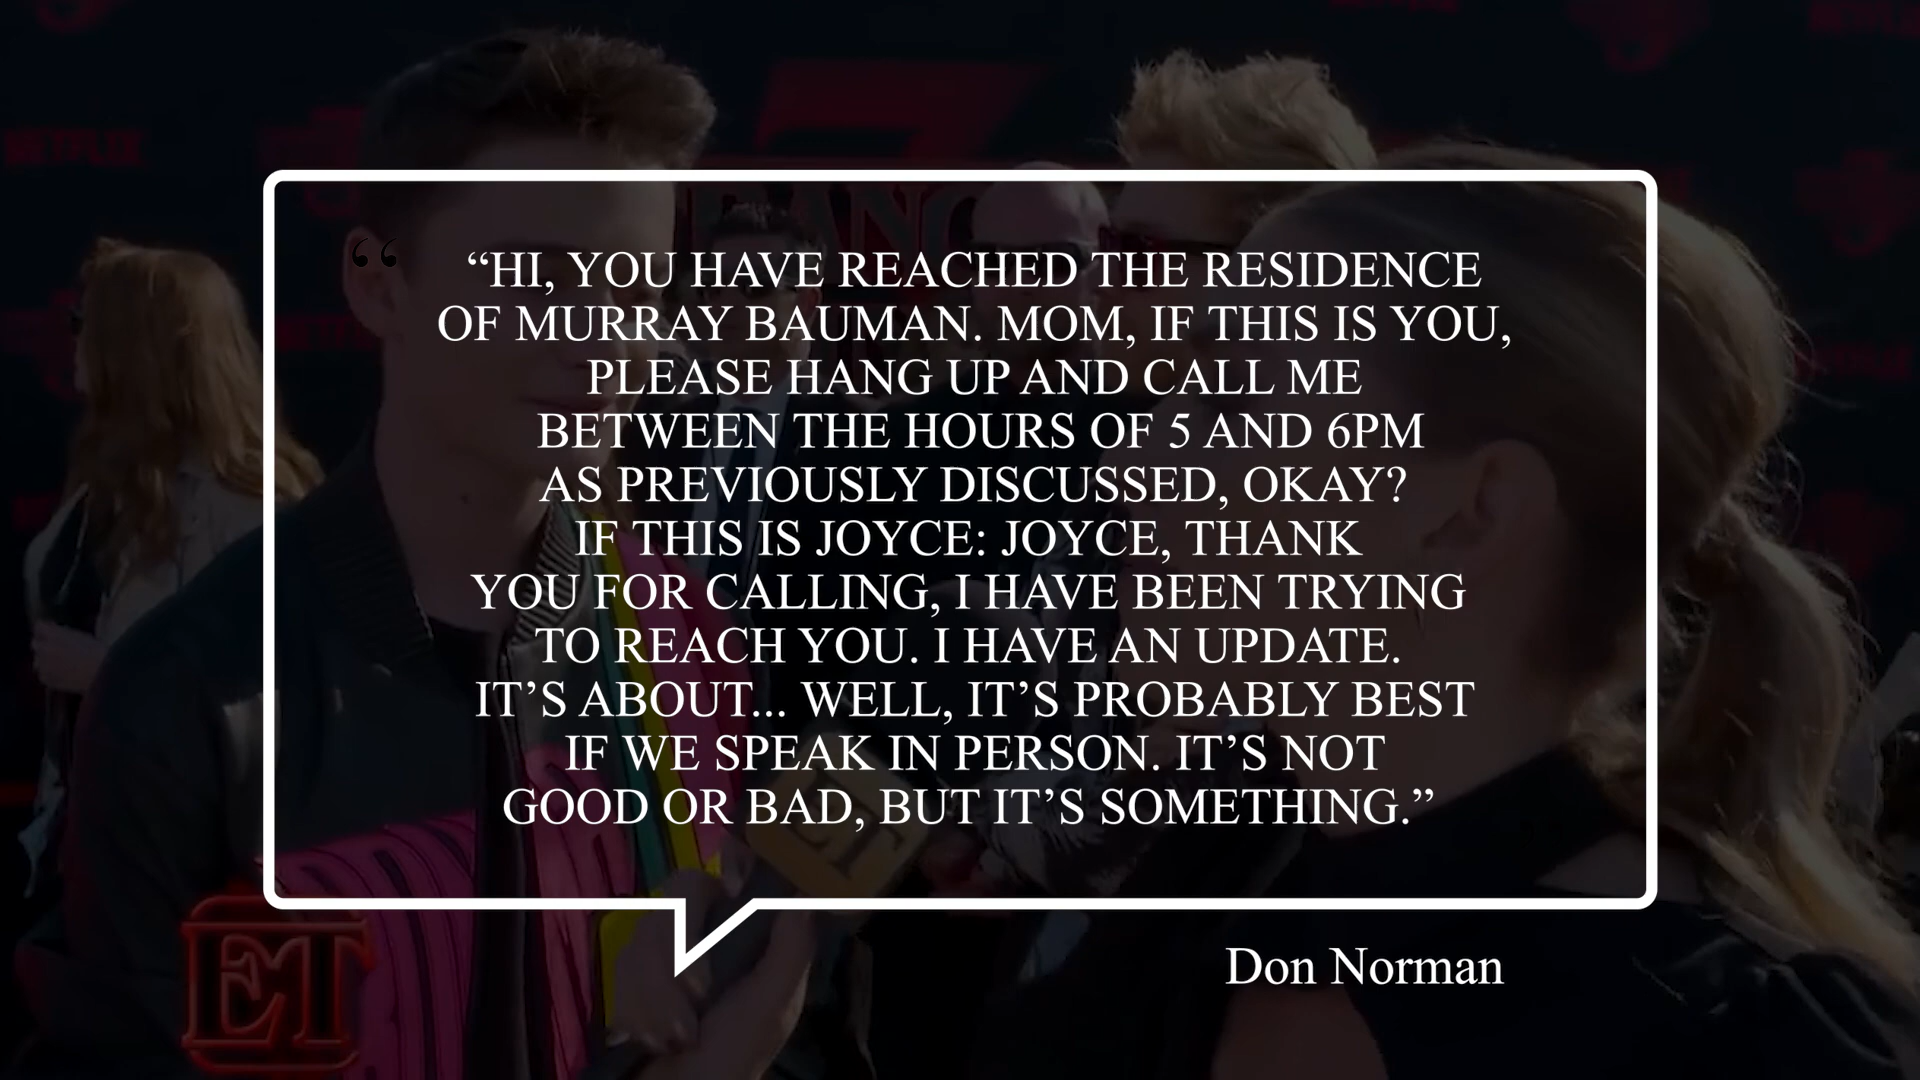 NETFLIX
“HI, YOU HAVE REACHED THE RESIDENCE
OF MURRAY BAUMAN. MOM, IF THIS IS YOU,
PLEASE HANG UP AND CALL ME
BETWEEN THE HOURS OF 5 AND 6PM
AS PREVIOUSLY DISCUSSED, OKAY?
IF THIS IS JOYCE: JOYCE, THANK
YOU FOR CALLING, I HAVE BEEN TRYING
TO REACH YOU. I HAVE AN UPDATE.
IT’S ABOUT... WELL, IT’S PROBABLY BEST
IF WE SPEAK IN PERSON. IT’S NOT
GOOD OR BAD, BUT IT’S SOMETHING.”
ET
ET
Don Norman